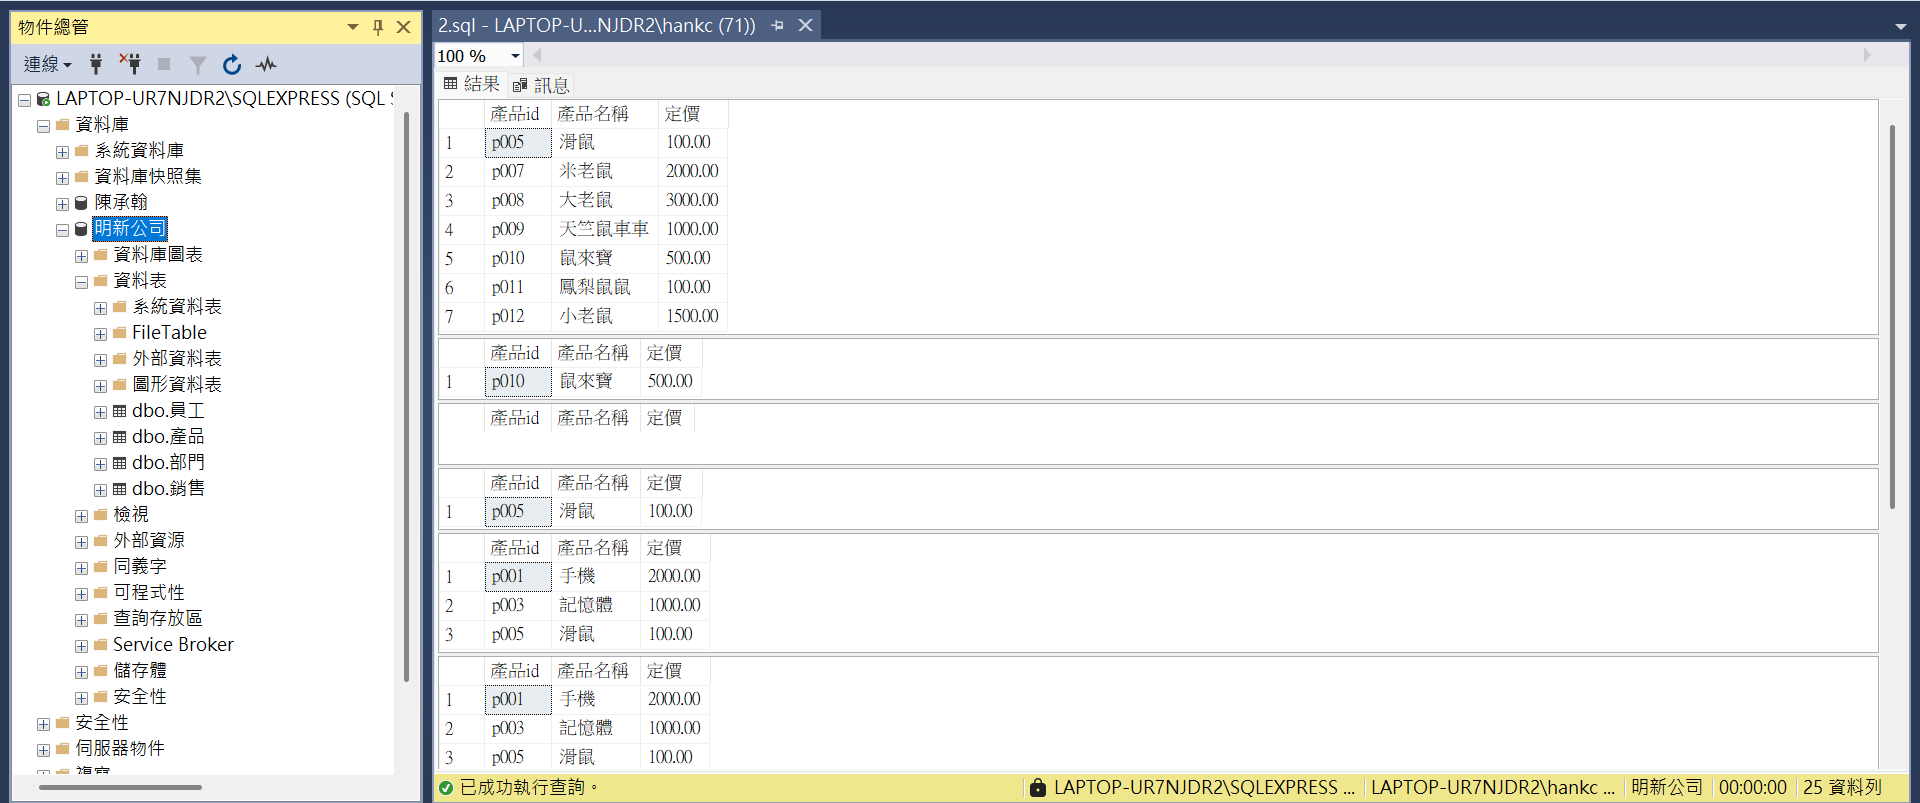 物件總管
連線
LAPTOP-UR7NJDR2\SQLEXPRESS (SQL S
資料庫
系統資料庫
資料庫快照集
陳承翰
明新公司
資料庫圖表
資料表
系統資料表
FileTable
外部資料表
圖形資料表
dbo.員工
dbo.產品
dbo.部門
dbo.銷售
檢視
外部資源
同義字
可程式性
查詢存放區
Service Broker
儲存體
安全性
安全性
伺服器物件
複寫
2.sql - LAPTOP-U...NJDR2\hankc (71))
100 %
結果 訊息
產品id 產品名稱 定價
1 p005 滑鼠 100.00
2 p007 米老鼠 2000.00
3 p008 大老鼠 3000.00
4 p009 天竺鼠車車 1000.00
5 p010 鼠來寶 500.00
6 p011 鳳梨鼠鼠 100.00
7 p012 小老鼠 1500.00
產品id 產品名稱 定價
1 p010 鼠來寶 500.00
產品id 產品名稱 定價
產品id 產品名稱 定價
1 p005 滑鼠 100.00
產品id 產品名稱 定價
1 p001 手機 2000.00
2 p003 記憶體 1000.00
3 p005 滑鼠 100.00
產品id 產品名稱 定價
1 p001 手機 2000.00
2 p003 記憶體 1000.00
3 p005 滑鼠 100.00
已成功執行查詢。 LAPTOP-UR7NJDR2\SQLEXPRESS ... LAPTOP-UR7NJDR2\hankc ... 明新公司 00:00:00 25 資料列